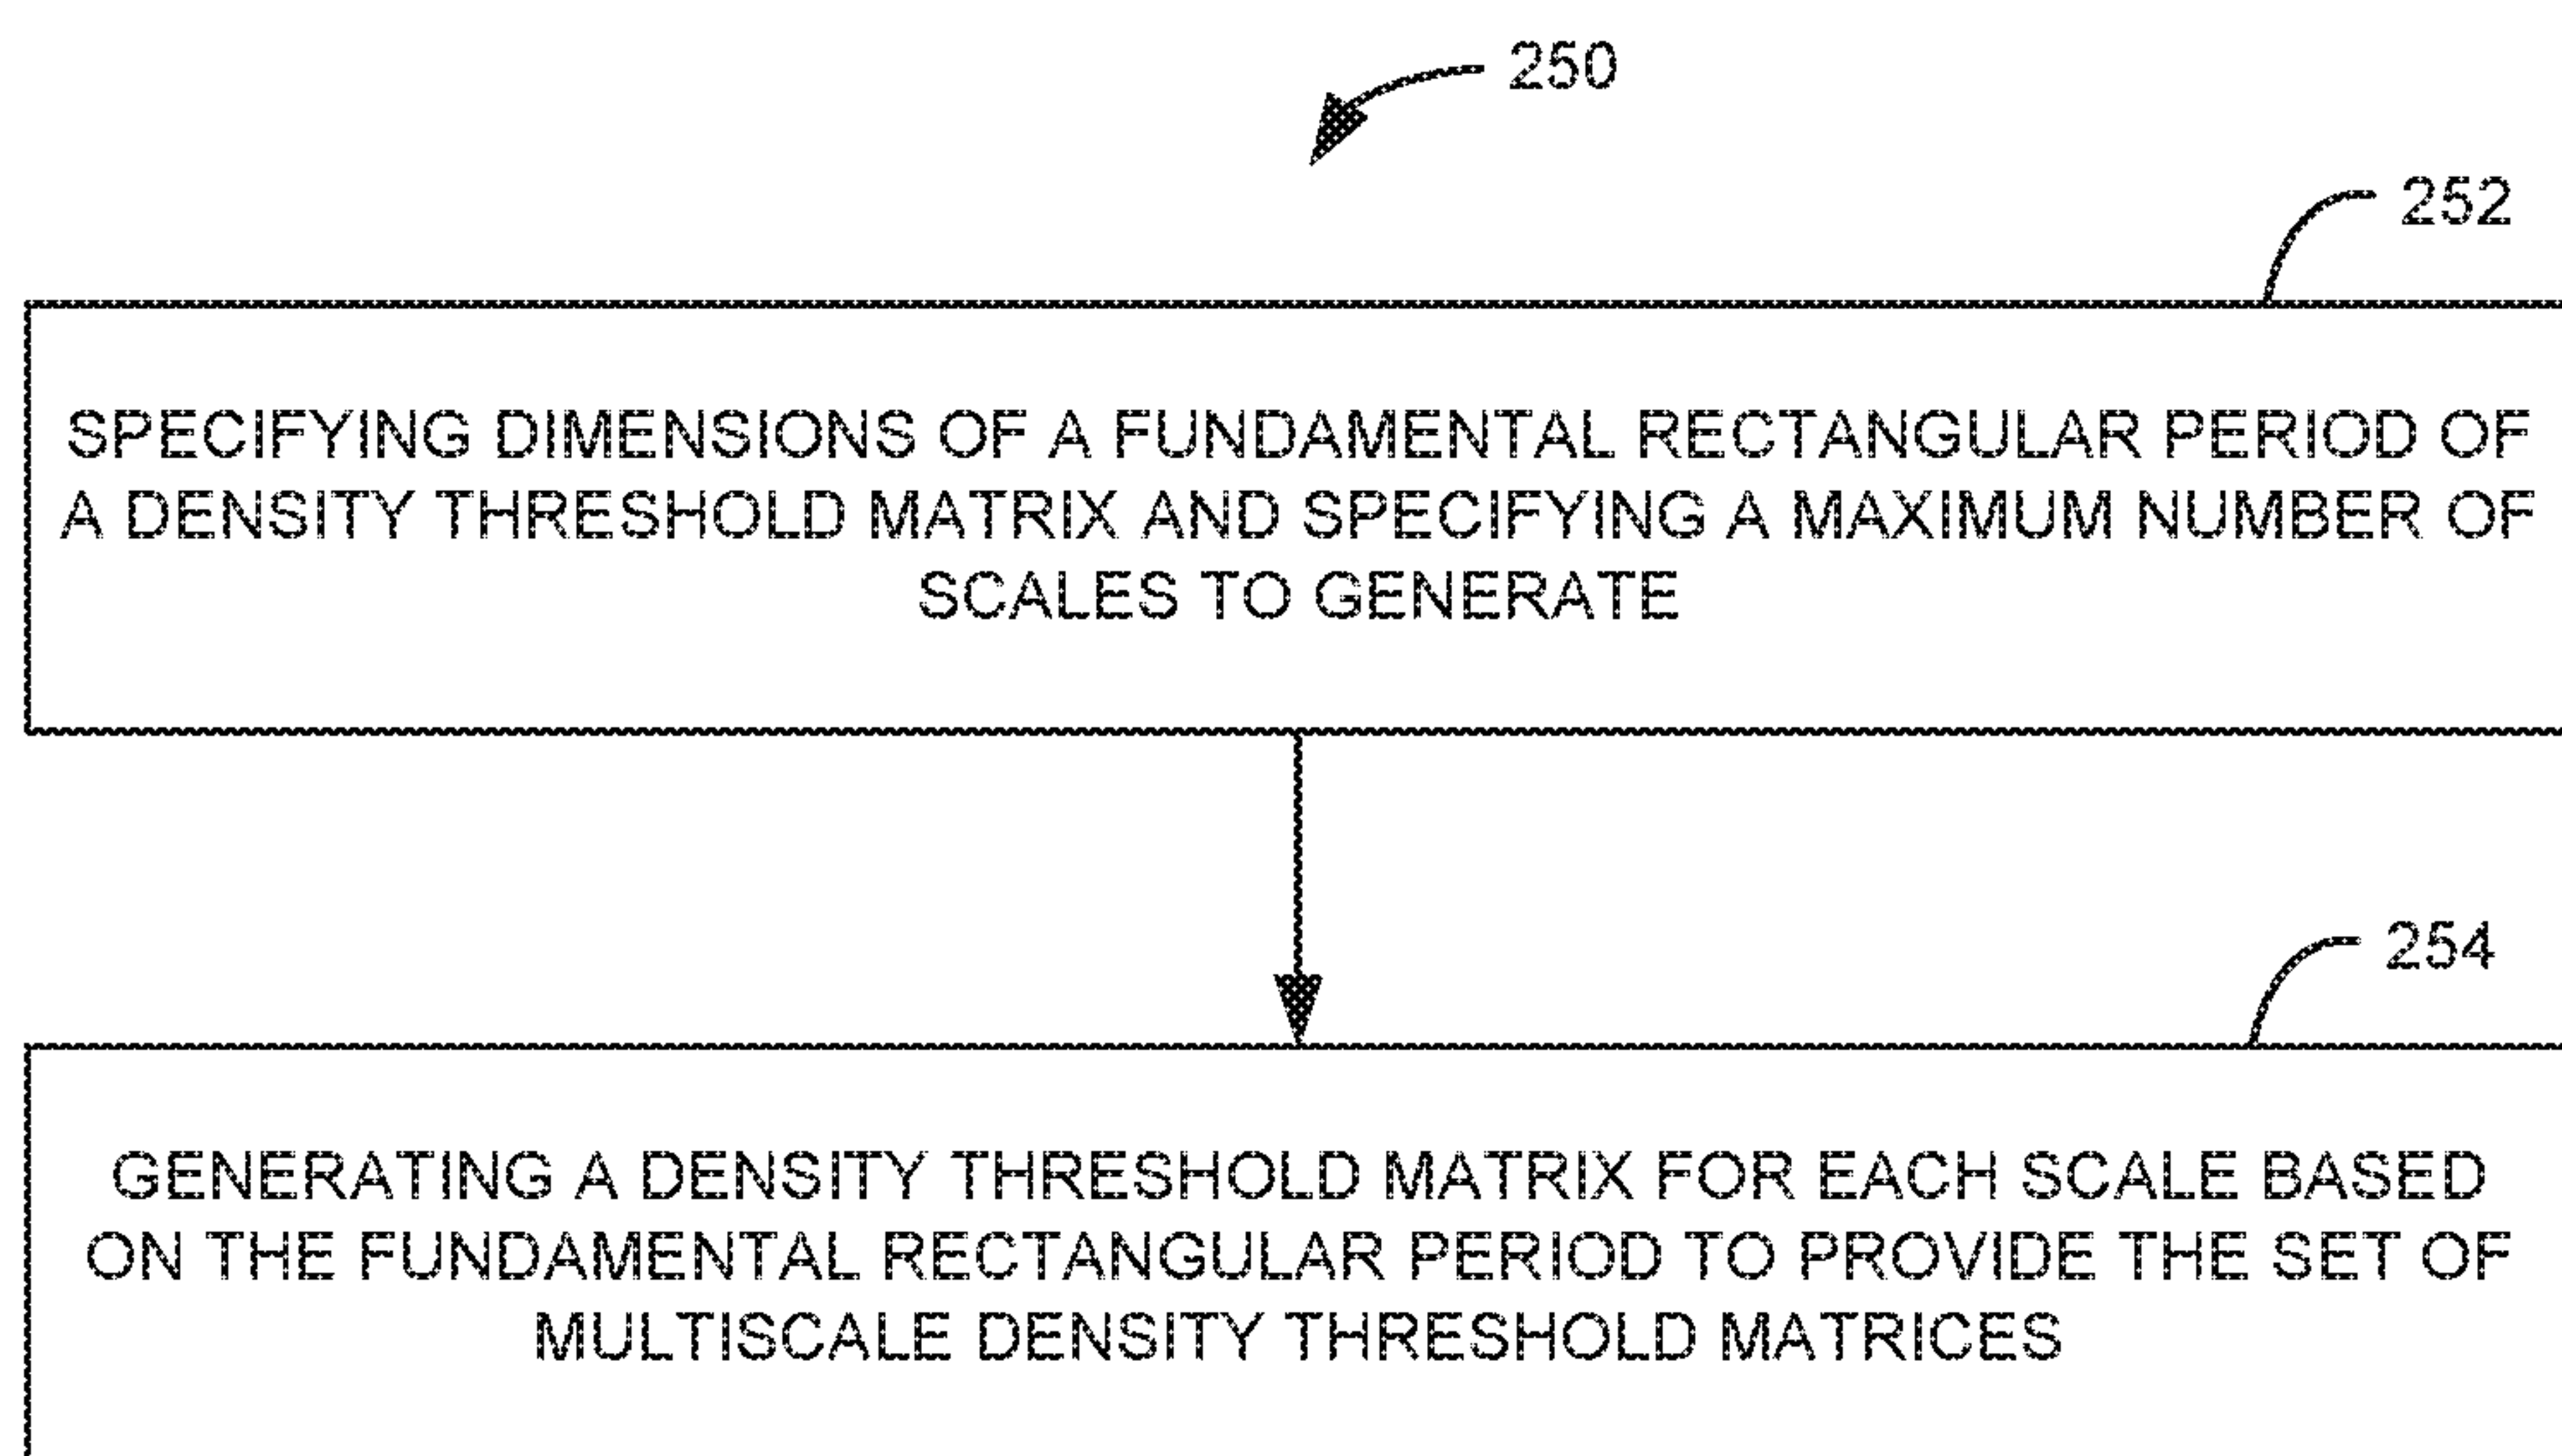 250
252
SPECIFYING DIMENSIONS OF A FUNDAMENTAL RECTANGULAR PERIOD OF
A DENSITY THRESHOLD MATRIX AND SPECIFYING A MAXIMUM NUMBER OF
SCALES TO GENERATE
254
GENERATING A DENSITY THRESHOLD MATRIX FOR EACH SCALE BASED
ON THE FUNDAMENTAL RECTANGULAR PERIOD TO PROVIDE THE SET OF
MULTISCALE DENSITY THRESHOLD MATRICES